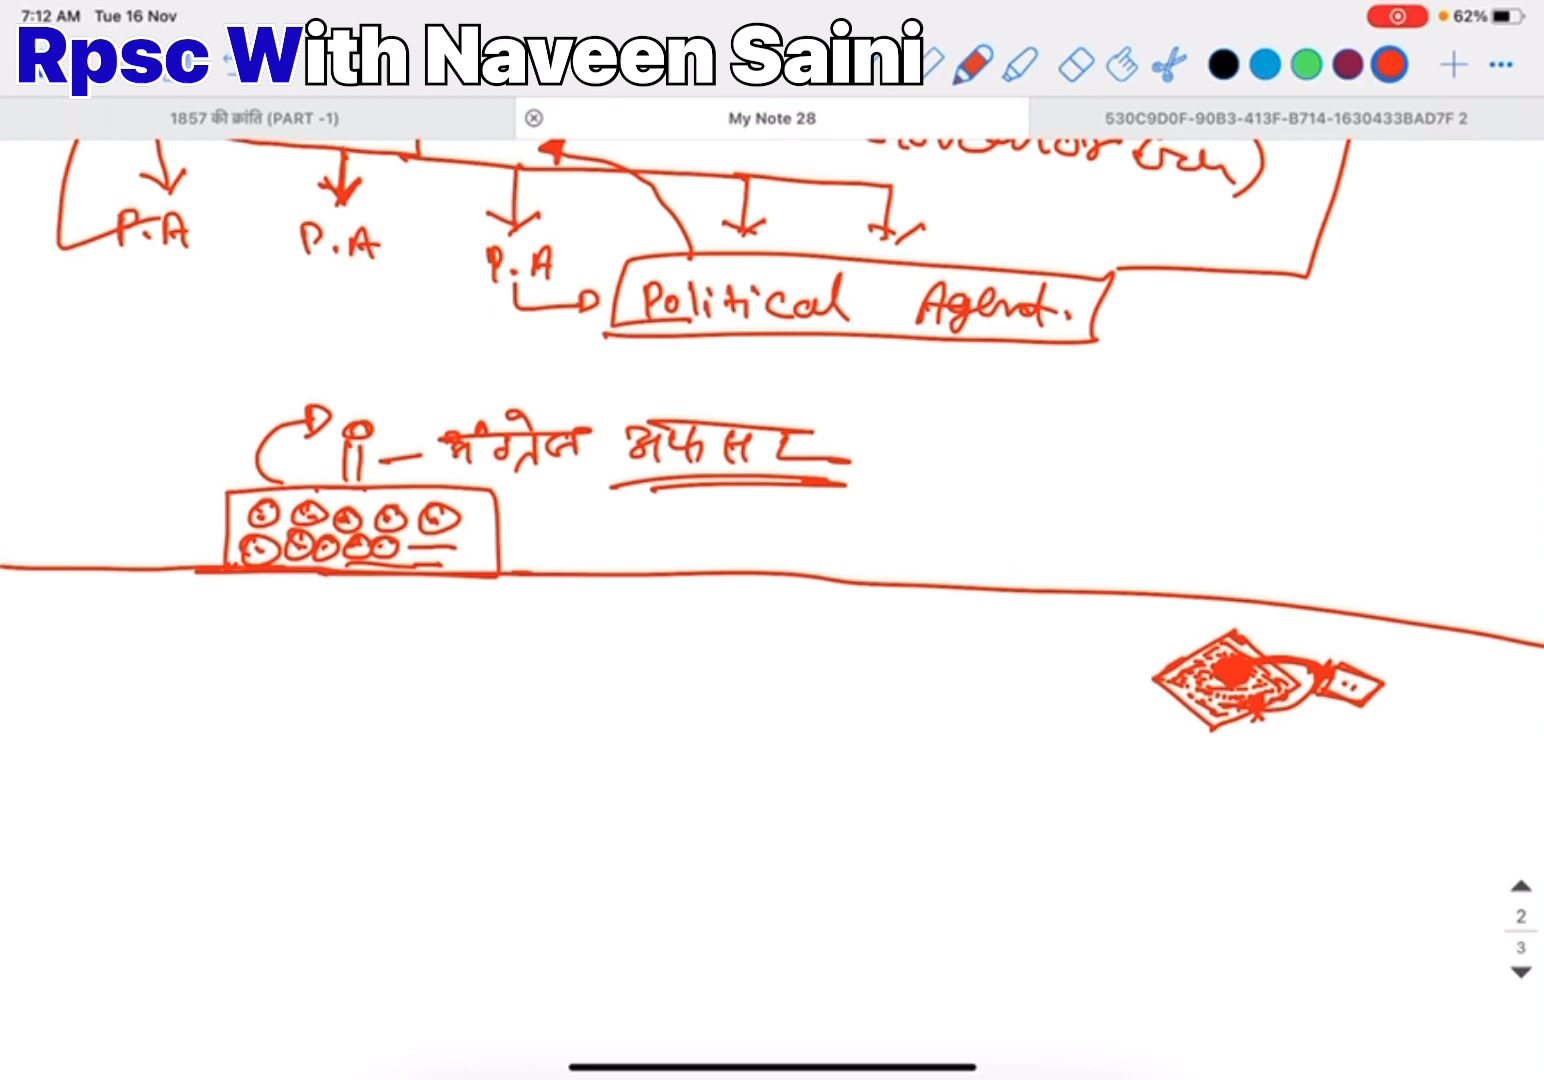 7:12 AM Tue 16 Nov
62%
Rpsc With Naveen Saini
1857 की क्रांति (PART -1)
My Note 28
530C9D0F-90B3-413F-B714-1630433BAD7F 2
P.A
P.A
P.A
Political Agent.
अंग्रेज अफसर
2
3